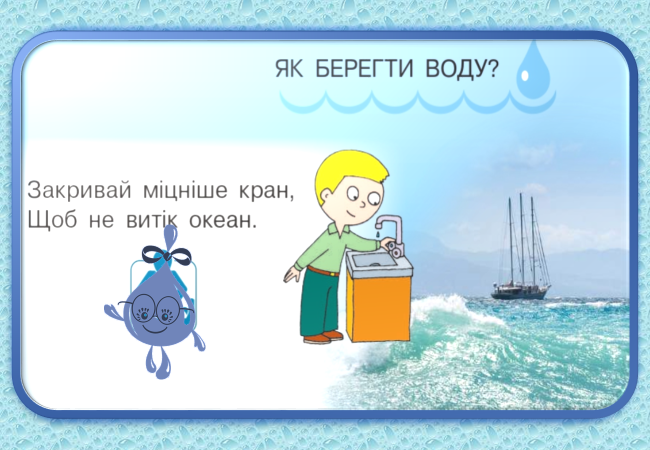 ЯК БЕРЕГТИ ВОДУ?
Закривай міцніше кран,
Щоб не витік океан.